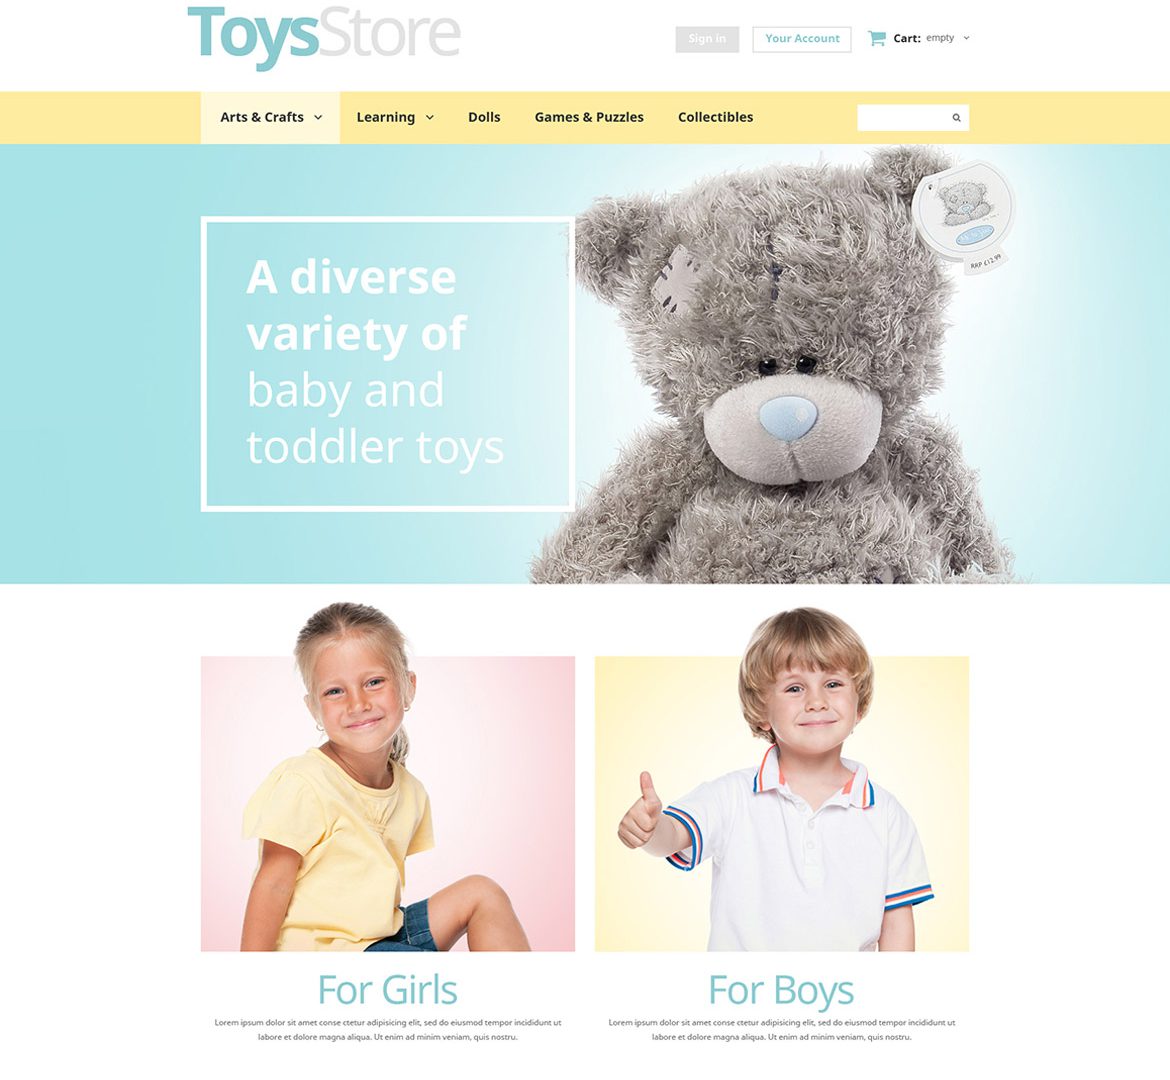 ToysStore
Sign in
Your Account
Cart: empty
Arts & Crafts
Learning
Dolls
Games & Puzzles
Collectibles
RRP £12.99
A diverse
variety of
baby and
toddler toys
For Girls
Lorem ipsum dolor sit amet conse ctetur adipisicing elit, sed do eiusmod tempor incididunt ut
labore et dolore magna aliqua. Ut enim ad minim veniam, quis nostru.
For Boys
Lorem ipsum dolor sit amet conse ctetur adipisicing elit, sed do eiusmod tempor incididunt ut
labore et dolore magna aliqua. Ut enim ad minim veniam, quis nostru.